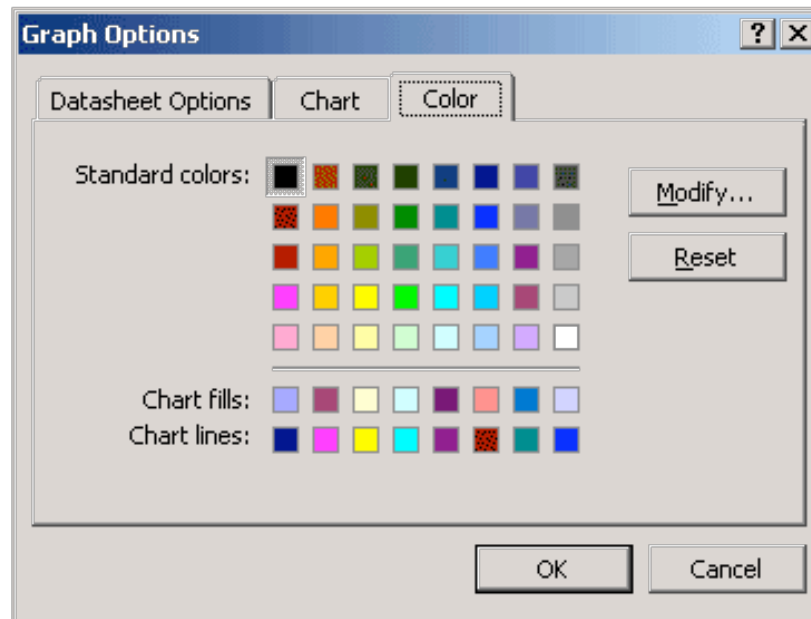 Graph Options
Datasheet Options Chart Color
Standard colors:
Modify...
Reset
Chart fills:
Chart lines:
OK Cancel